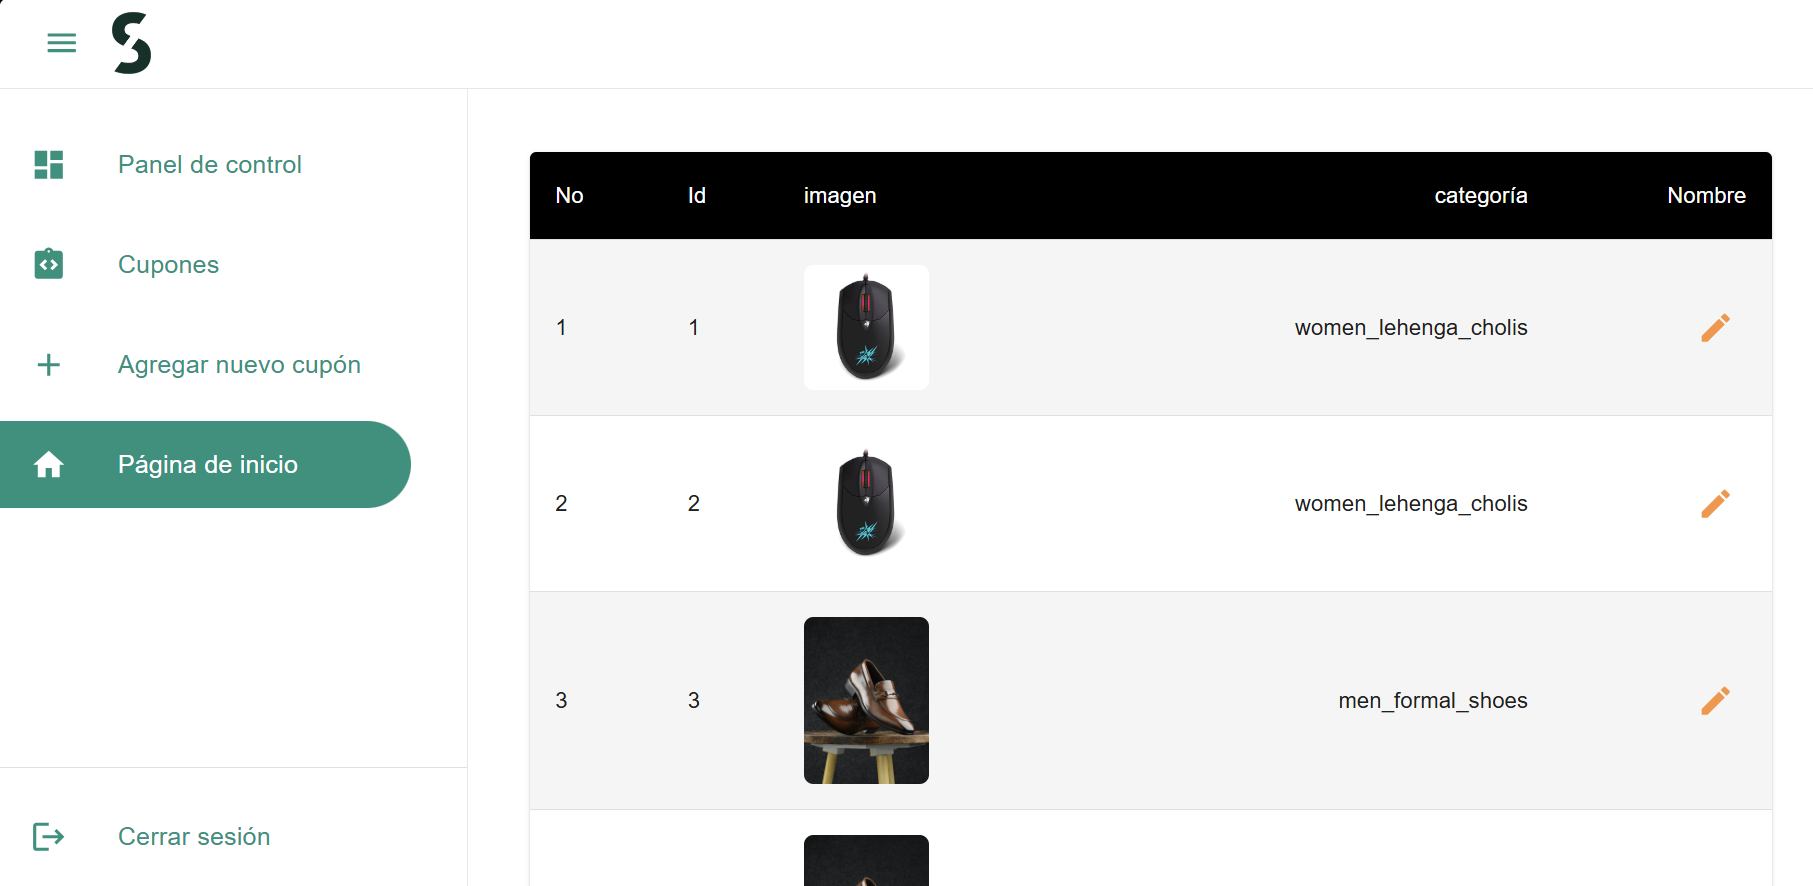 Panel de control
Cupones
Agregar nuevo cupón
Página de inicio
Cerrar sesión
No Id imagen categoría Nombre
1 1 women_lehenga_cholis
2 2 women_lehenga_cholis
3 3 men_formal_shoes